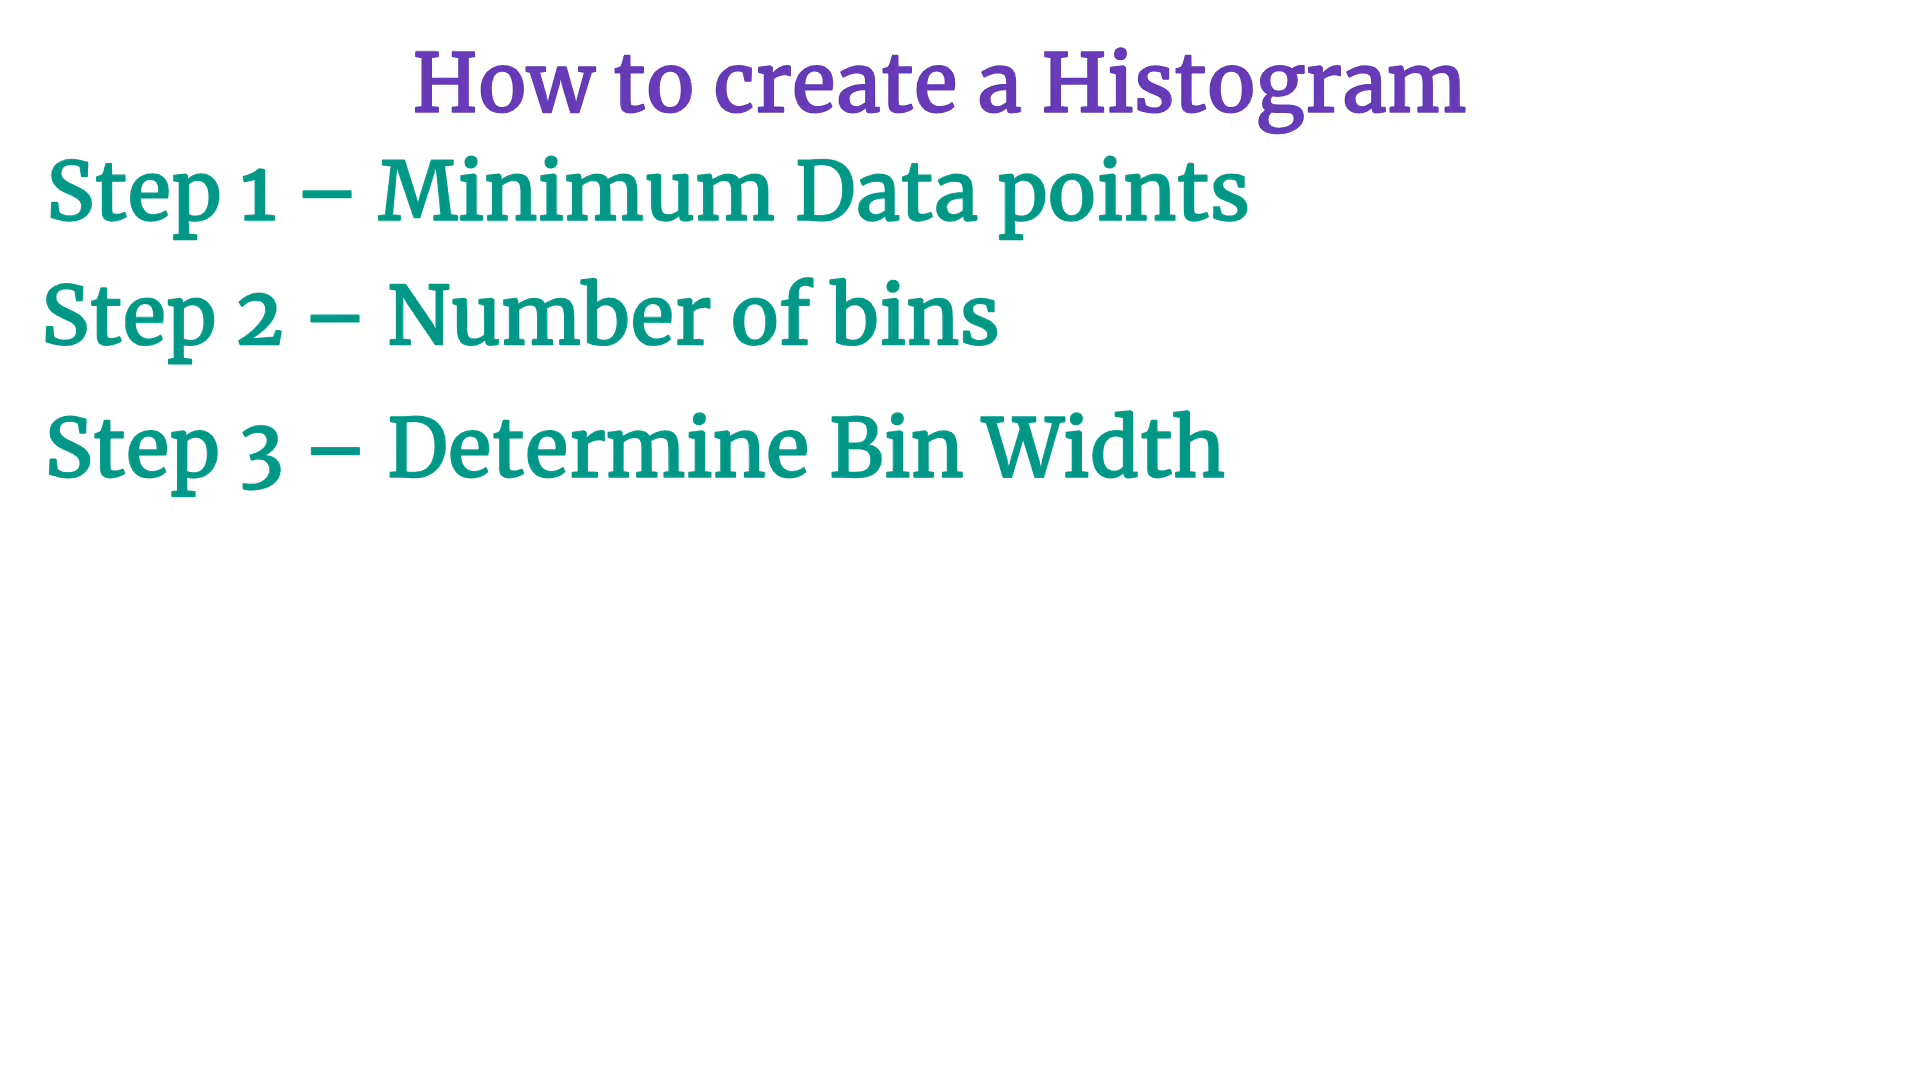 How to create a Histogram
Step 1 – Minimum Data points
Step 2 – Number of bins
Step 3 – Determine Bin Width